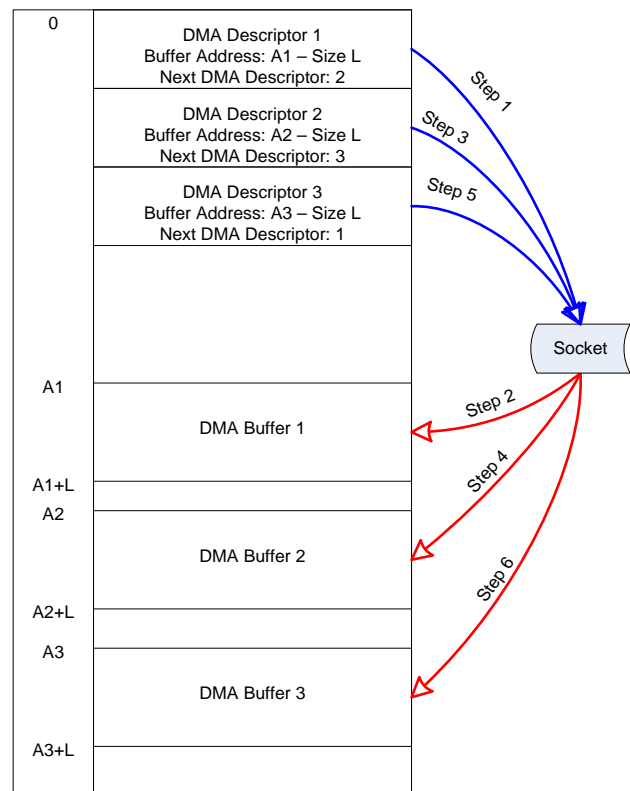 0
DMA Descriptor 1
Buffer Address: A1 – Size L
Next DMA Descriptor: 2
DMA Descriptor 2
Buffer Address: A2 – Size L
Next DMA Descriptor: 3
DMA Descriptor 3
Buffer Address: A3 – Size L
Next DMA Descriptor: 1
Step 1
Step 3
Step 5
Socket
A1
DMA Buffer 1
Step 2
A1+L
A2
Step 4
DMA Buffer 2
Step 6
A2+L
A3
DMA Buffer 3
A3+L